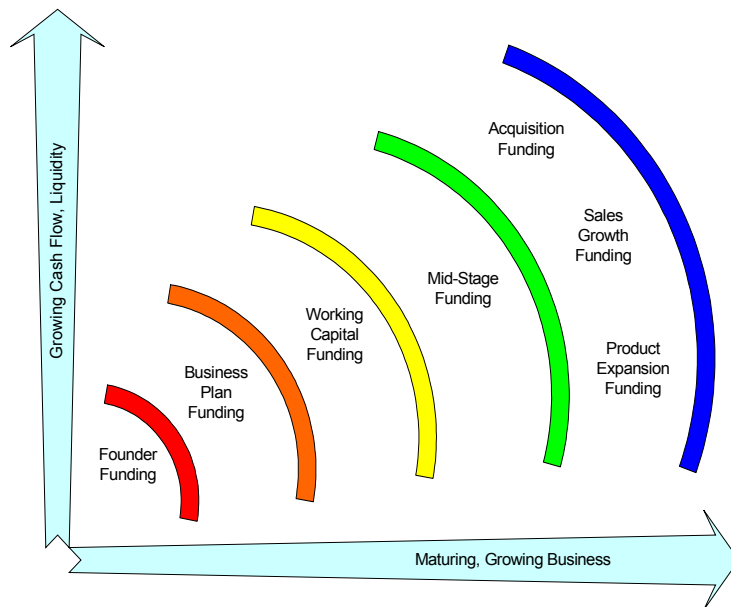 Growing Cash Flow, Liquidity
Acquisition
Funding
Sales
Growth
Funding
Mid-Stage
Funding
Working
Capital
Funding
Product
Expansion
Funding
Business
Plan
Funding
Founder
Funding
Maturing, Growing Business